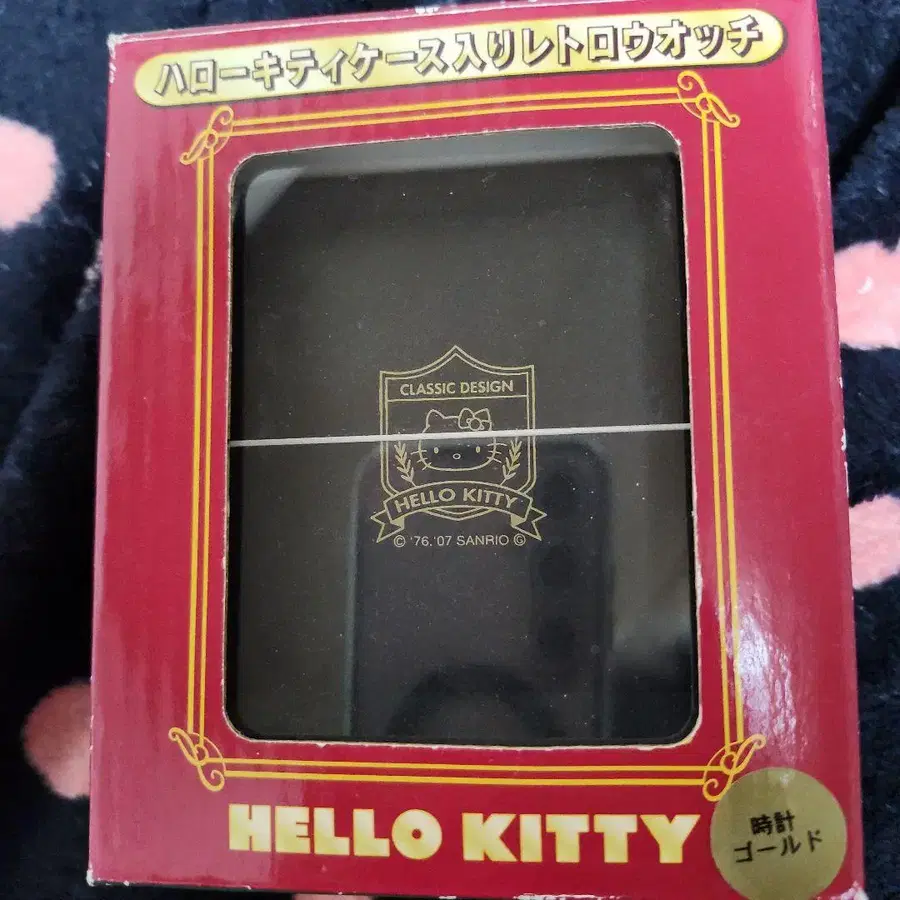 ハローキティケース入りレトロウオッチ
CLASSIC DESIGN
HELLO KITTY
© '76, '07 SANRIO Ⓖ
HELLO KITTY
時計
ゴールド